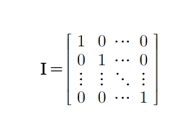 1 0 ⋯ 0
0 1 ⋯ 0
I = ⋮ ⋮ ⋱ ⋮
0 0 ⋯ 1